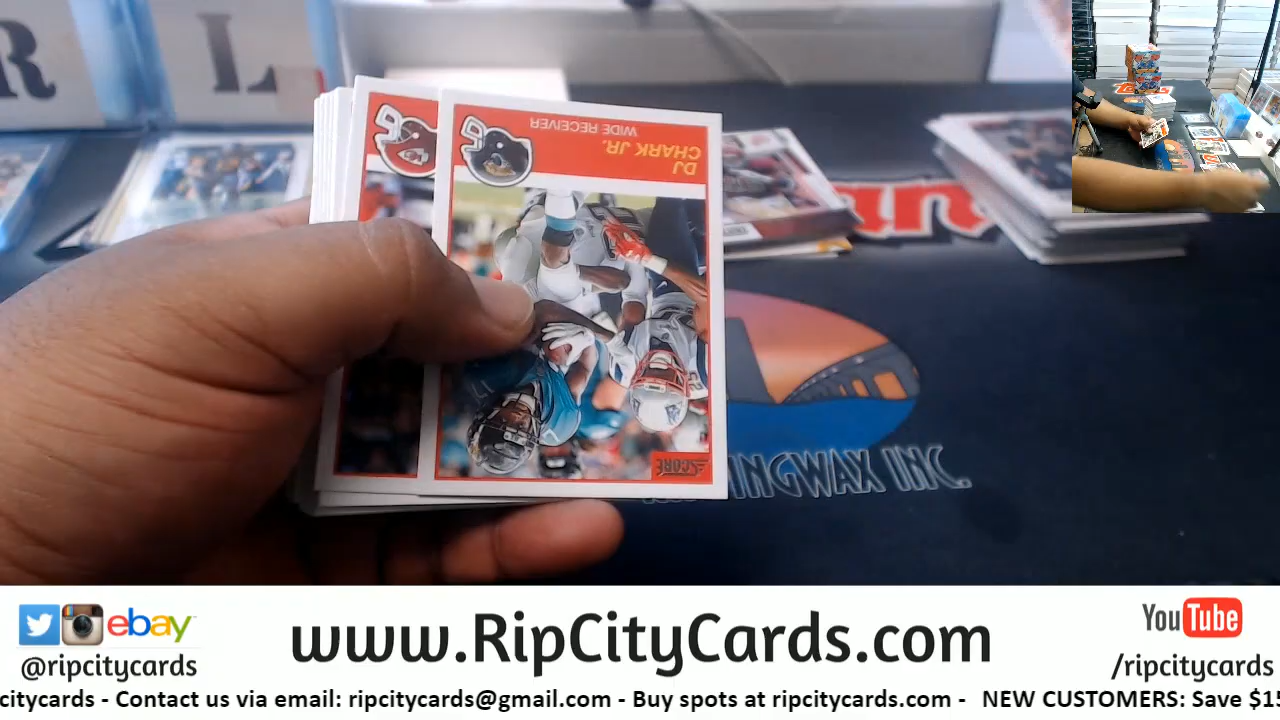 R L
WIDE RECEIVER
DJ
CHARK JR.
SCORE
INGWAX INC.
ebay
www.RipCityCards.com
YouTube
@ripcitycards
/ripcitycards
citycards - Contact us via email: ripcitycards@gmail.com - Buy spots at ripcitycards.com - NEW CUSTOMERS: Save $15